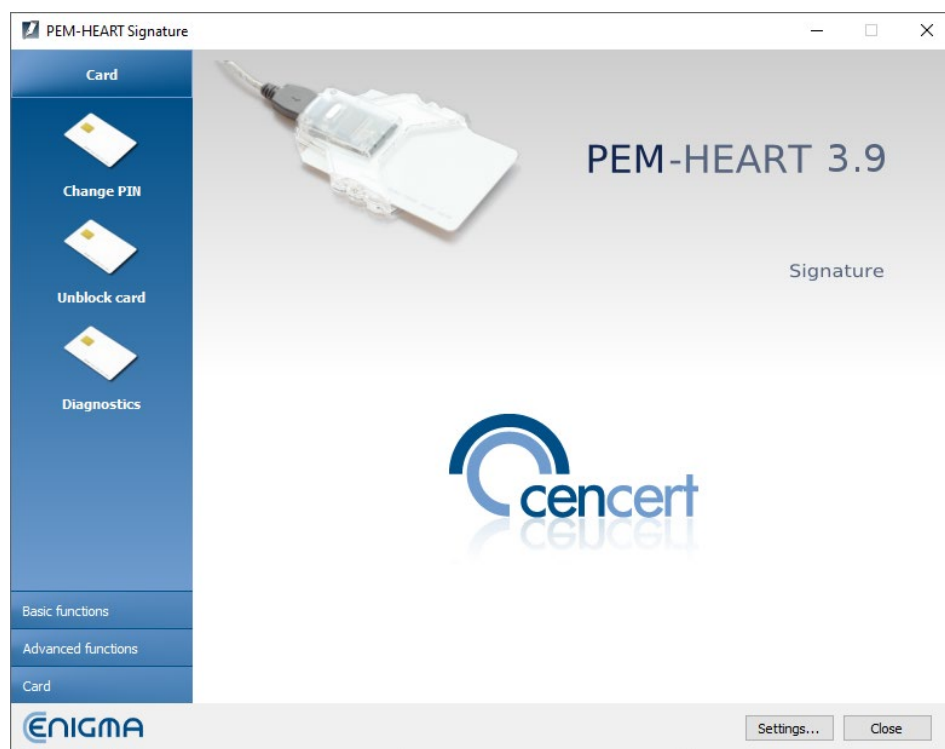 PEM-HEART Signature
Card
Change PIN
Unblock card
Diagnostics
Basic functions
Advanced functions
Card
PEM-HEART 3.9
Signature
cencert
ENIGMA
Settings...
Close